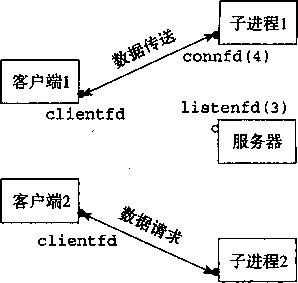 数据传送
子进程1
connfd(4)
客户端1
clientfd
listenfd(3)
服务器
客户端2
clientfd
数据请求
子进程2